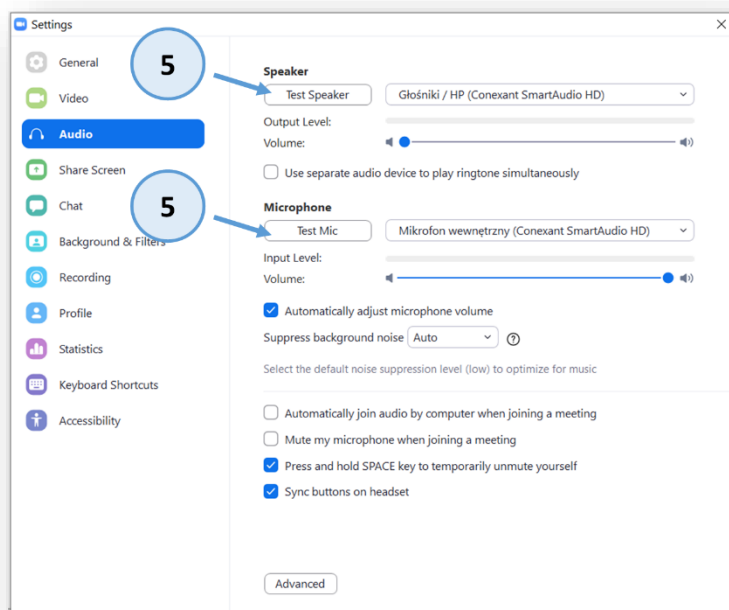 Settings
General
5
Video
Audio
Share Screen
Chat
5
Background & Filters
Recording
Profile
Statistics
Keyboard Shortcuts
Accessibility
Speaker
Test Speaker Głośniki / HP (Conexant SmartAudio HD)
Output Level:
Volume:
Use separate audio device to play ringtone simultaneously
Microphone
Test Mic Mikrofon wewnętrzny (Conexant SmartAudio HD)
Input Level:
Volume:
Automatically adjust microphone volume
Suppress background noise Auto ?
Select the default noise suppression level (low) to optimize for music
Automatically join audio by computer when joining a meeting
Mute my microphone when joining a meeting
Press and hold SPACE key to temporarily unmute yourself
Sync buttons on headset
Advanced